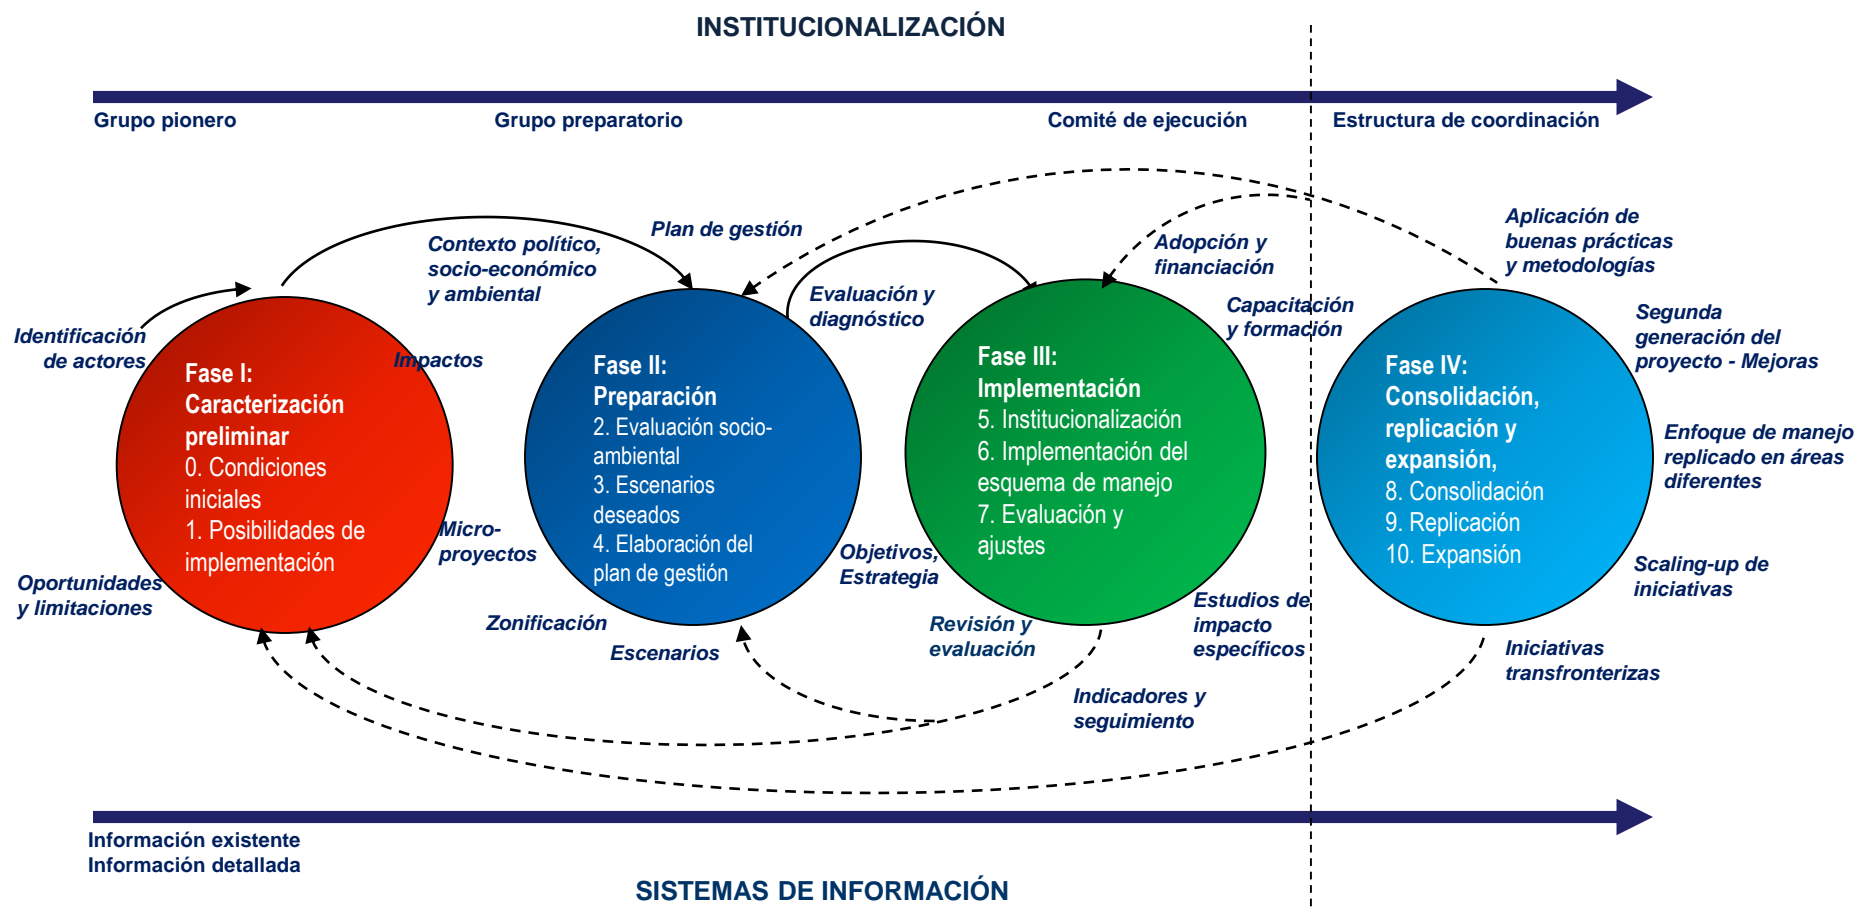 INSTITUCIONALIZACIÓN
Grupo pionero
Grupo preparatorio
Comité de ejecución
Estructura de coordinación
Identificación
de actores
Oportunidades
y limitaciones
Fase I:
Caracterización
preliminar
0. Condiciones
iniciales
1. Posibilidades de
implementación
Contexto político,
socio-económico
y ambiental
Impactos
Micro-
proyectos
Zonificación
Escenarios
Plan de gestión
Fase II:
Preparación
2. Evaluación socio-
ambiental
3. Escenarios
deseados
4. Elaboración del
plan de gestión
Evaluación y
diagnóstico
Objetivos,
Estrategia
Revisión y
evaluación
Fase III:
Implementación
5. Institucionalización
6. Implementación del
esquema de manejo
7. Evaluación y
ajustes
Adopción y
financiación
Capacitación
y formación
Estudios de
impacto
específicos
Indicadores y
seguimiento
Fase IV:
Consolidación,
replicación y
expansión,
8. Consolidación
9. Replicación
10. Expansión
Aplicación de
buenas prácticas
y metodologías
Segunda
generación del
proyecto - Mejoras
Enfoque de manejo
replicado en áreas
diferentes
Scaling-up de
iniciativas
Iniciativas
transfronterizas
Información existente
Información detallada
SISTEMAS DE INFORMACIÓN